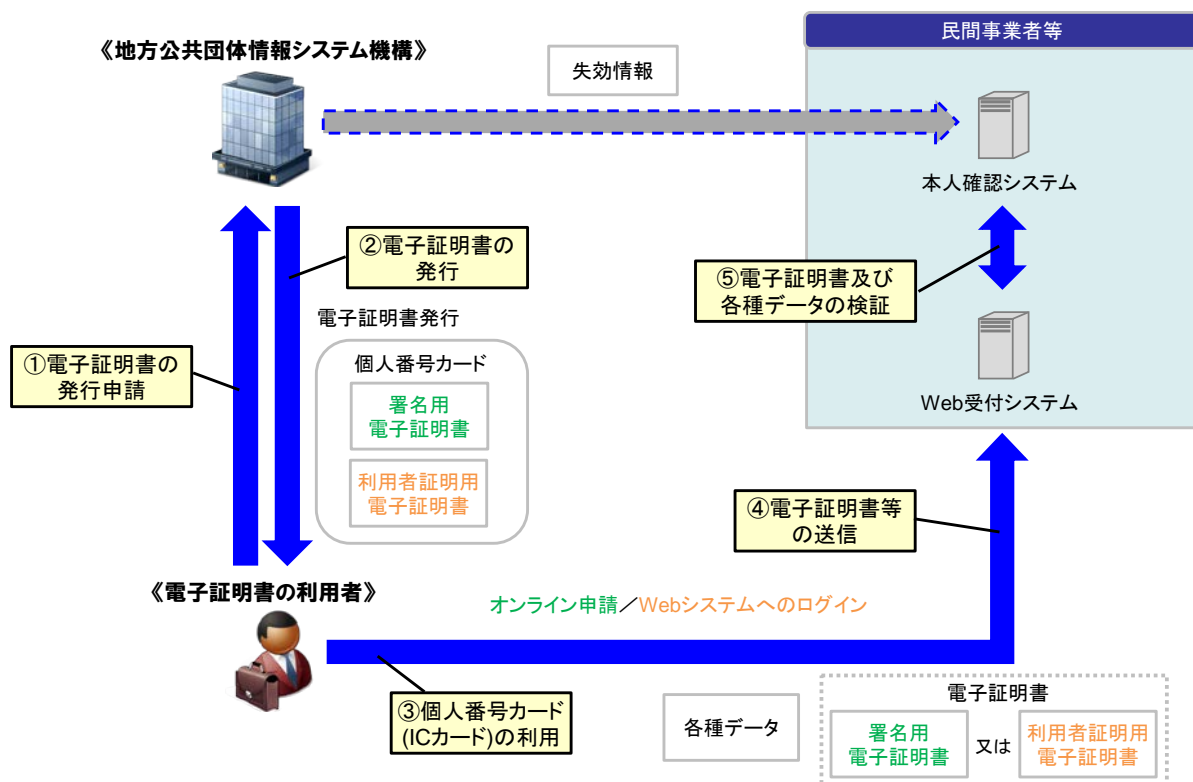 民間事業者等
《地方公共団体情報システム機構》
失効情報
本人確認システム
②電子証明書の
発行
⑤電子証明書及び
各種データの検証
電子証明書発行
①電子証明書の
発行申請
個人番号カード
署名用
電子証明書
利用者証明用
電子証明書
Web受付システム
④電子証明書等
の送信
《電子証明書の利用者》
オンライン申請／Webシステムへのログイン
③個人番号カード
(ICカード)の利用
各種データ
電子証明書
署名用
電子証明書
又は
利用者証明用
電子証明書